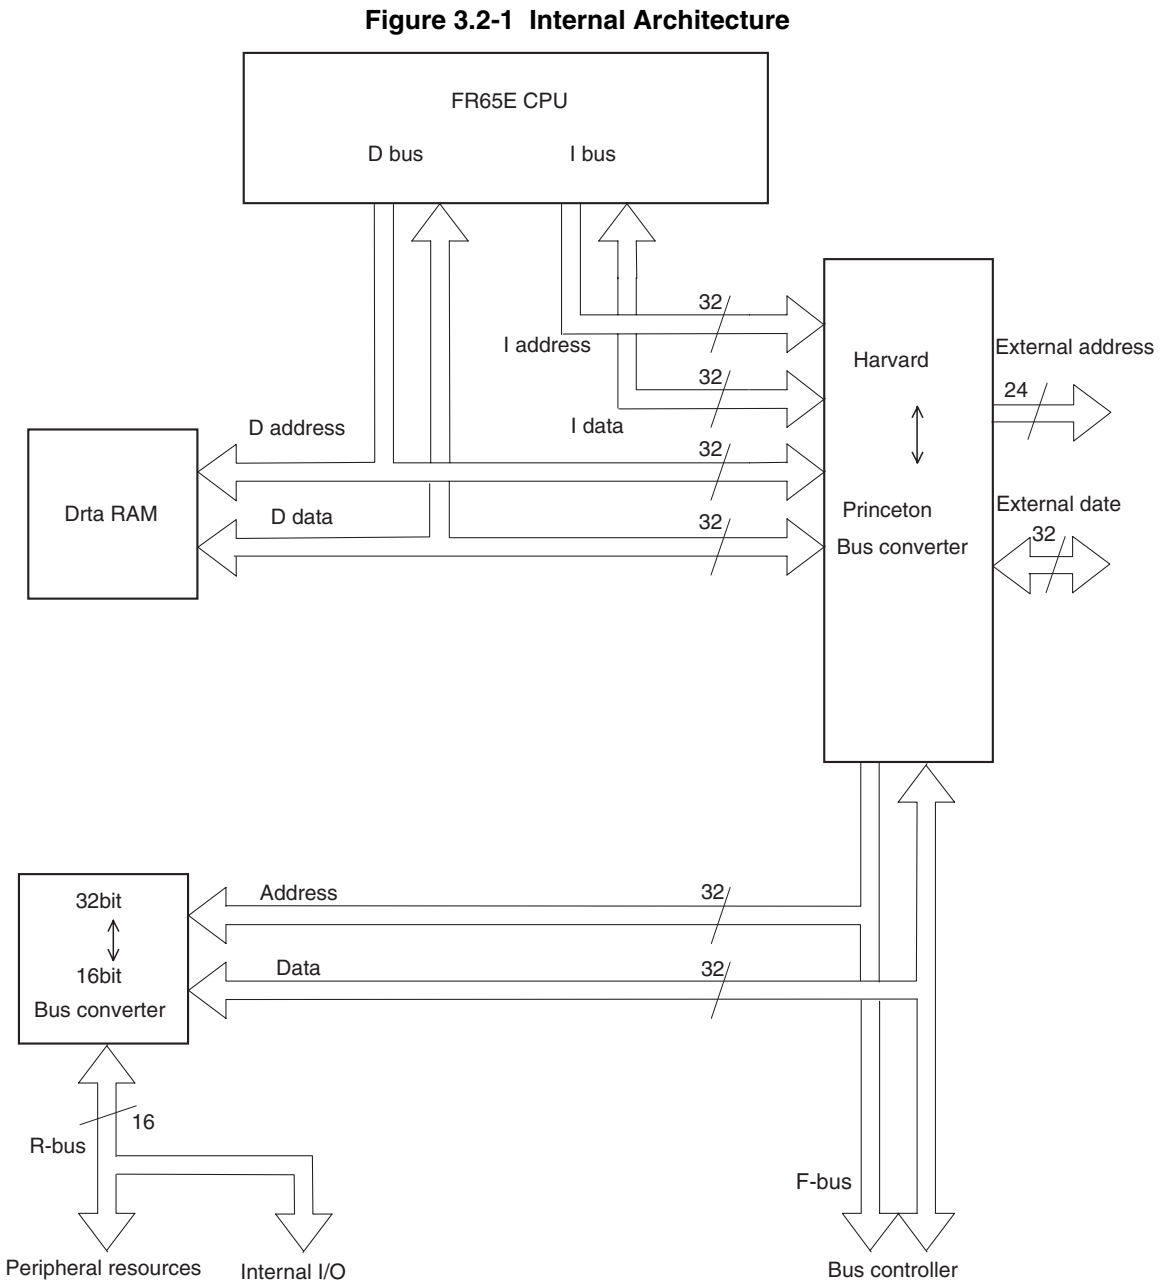 Figure 3.2-1 Internal Architecture
FR65E CPU
D bus
I bus
32
I address
Harvard
External address
32
24
I data
D address
32
Drta RAM
D data
32
Princeton
Bus converter
External date
32
32bit
16bit
Bus converter
Address
32
Data
32
16
R-bus
F-bus
Peripheral resources
Internal I/O
Bus controller